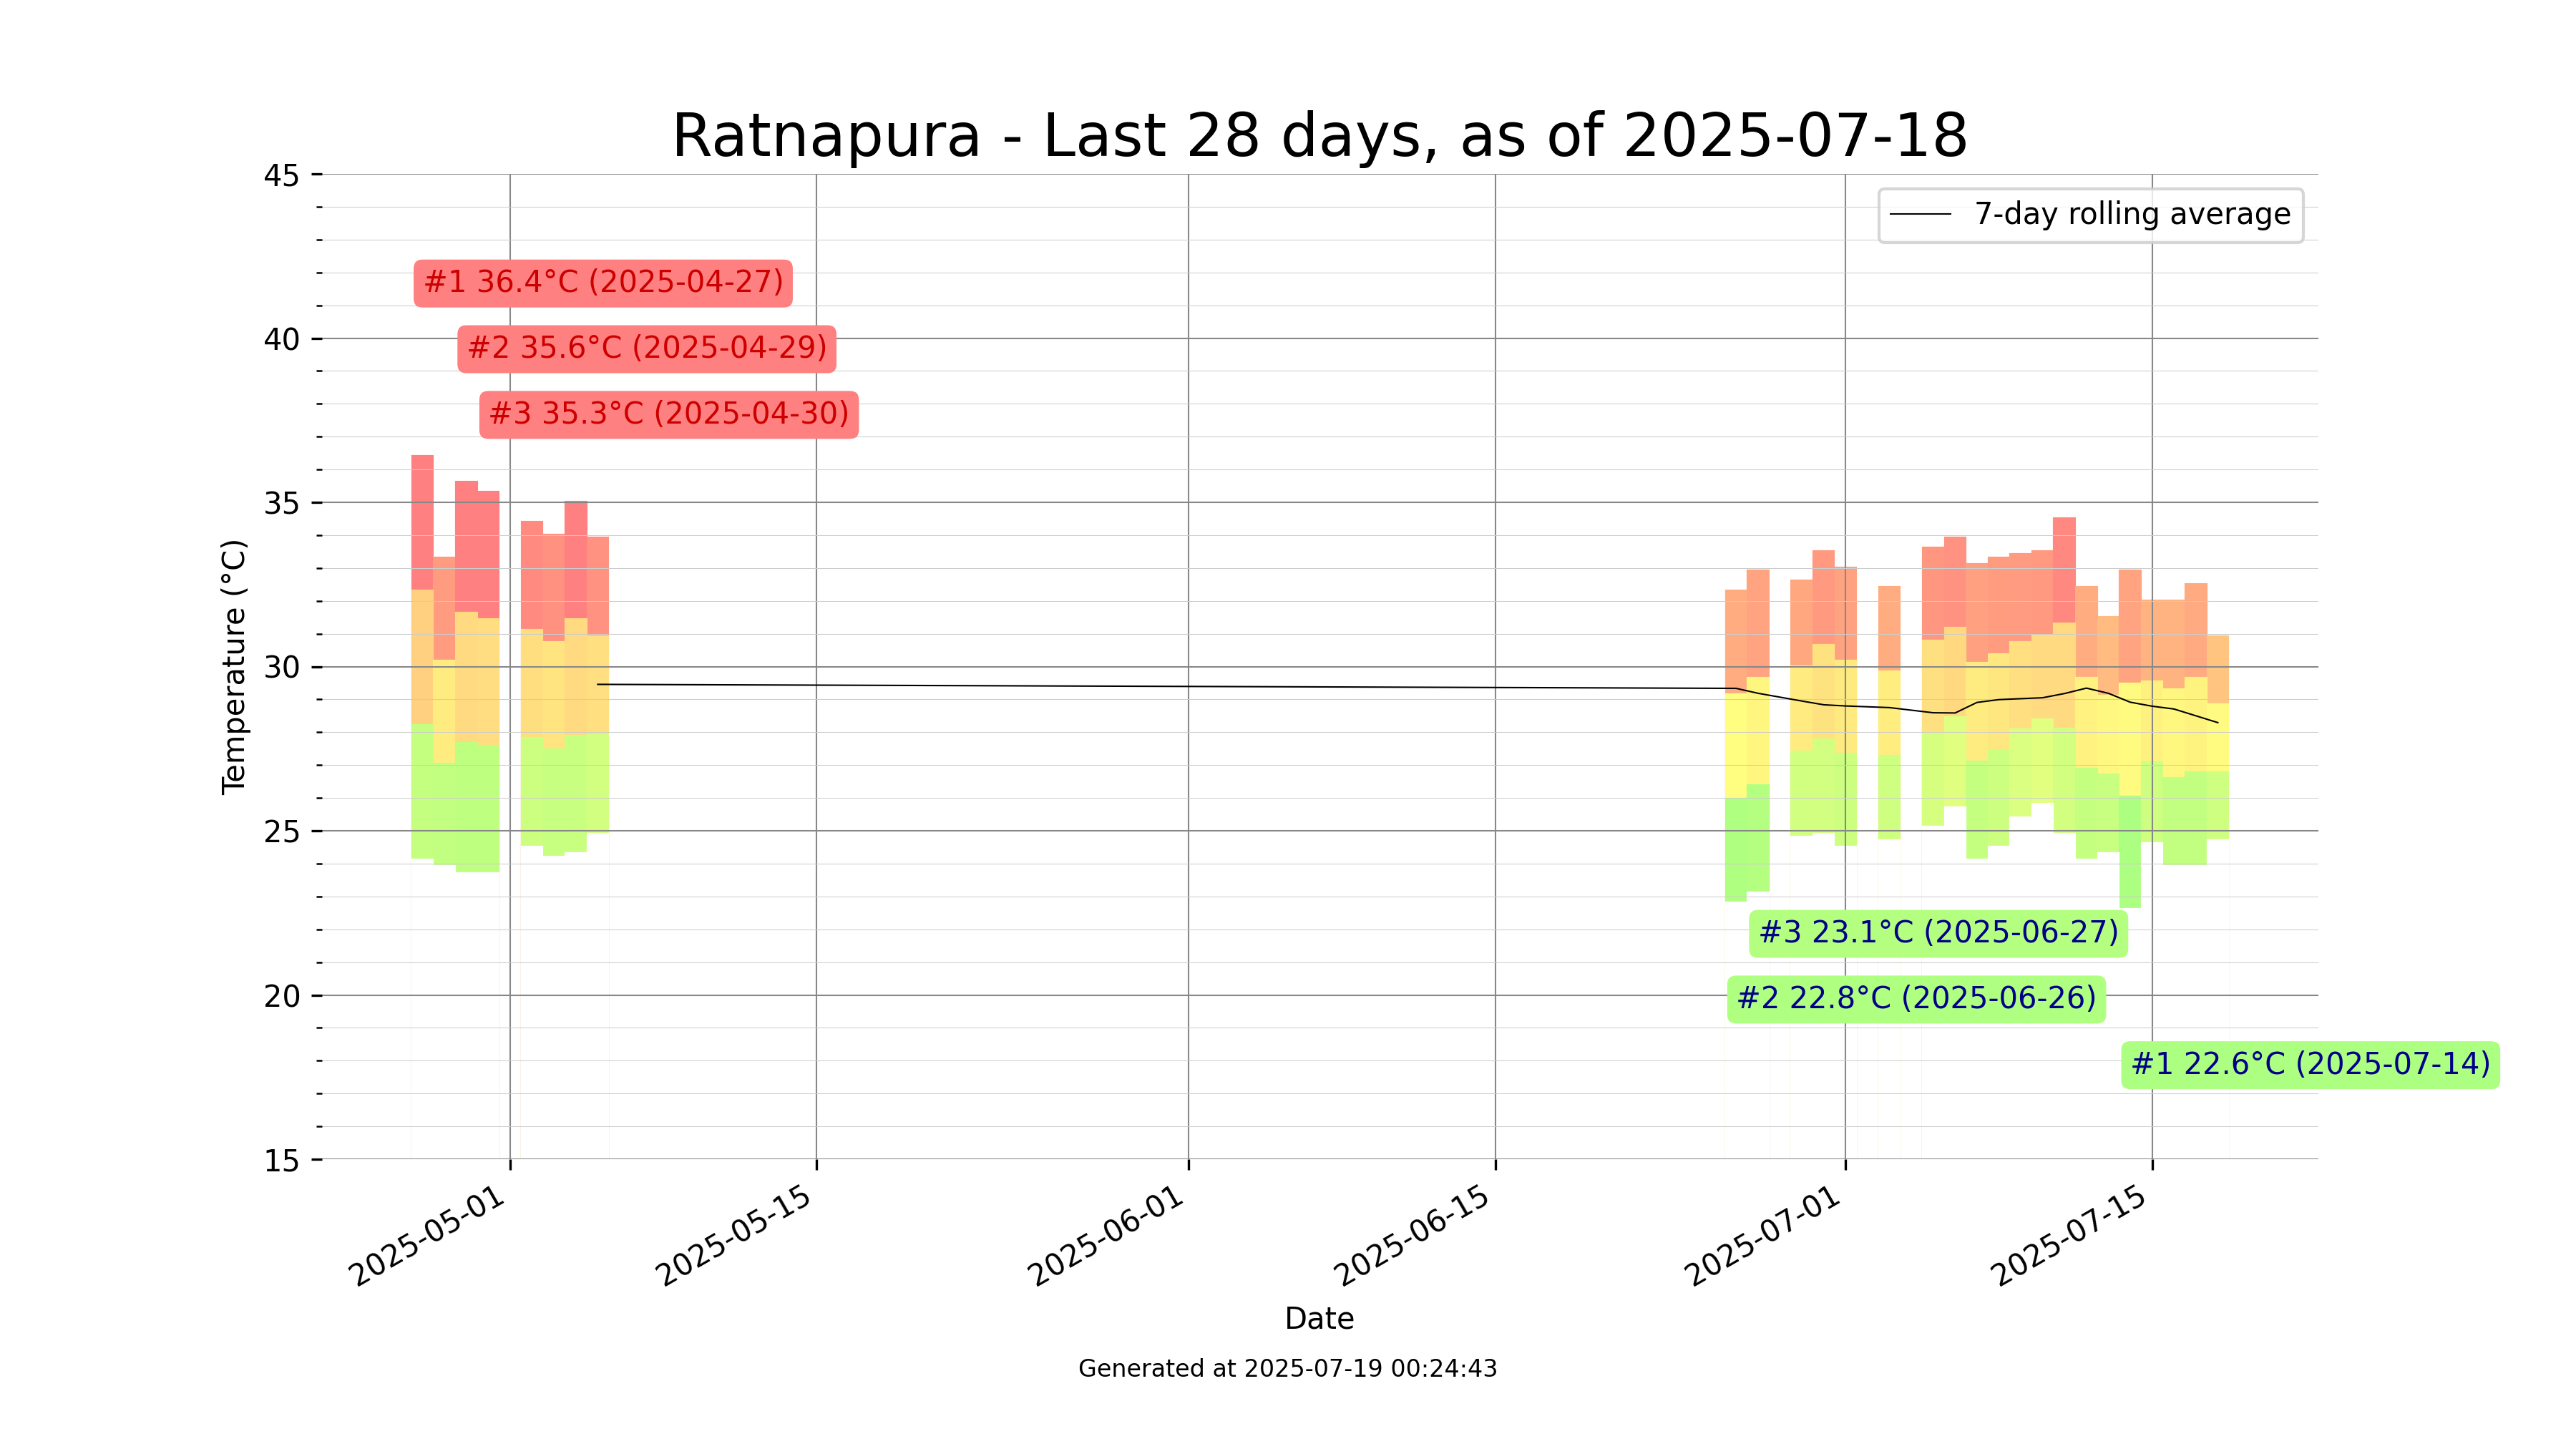 Ratnapura - Last 28 days, as of 2025-07-18
7-day rolling average
45
40
35
30
25
20
15
Temperature (°C)
#1 36.4°C (2025-04-27)
#2 35.6°C (2025-04-29)
#3 35.3°C (2025-04-30)
#3 23.1°C (2025-06-27)
#2 22.8°C (2025-06-26)
#1 22.6°C (2025-07-14)
2025-05-01
2025-05-15
2025-06-01
2025-06-15
2025-07-01
2025-07-15
Date
Generated at 2025-07-19 00:24:43